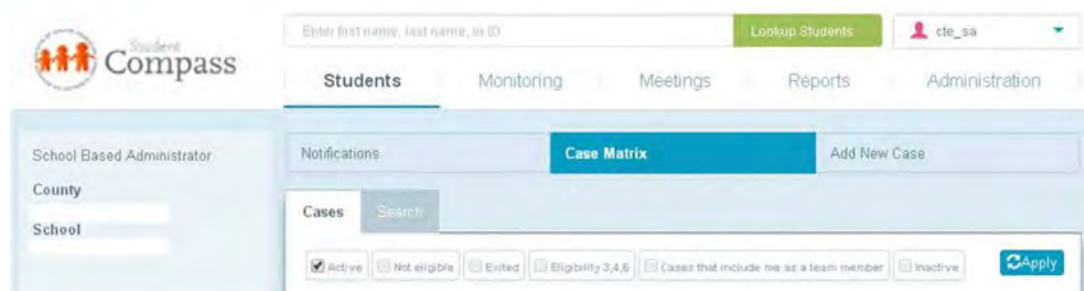 Student
Compass
Enter first name, last name, or ID
Lookup Students
cte_sa
Students
Monitoring
Meetings
Reports
Administration
School Based Administrator
County
School
Notifications
Case Matrix
Add New Case
Cases
Search
Active
Not eligible
Exited
Eligibility 3,4,6
Cases that include me as a team member
Inactive
Apply